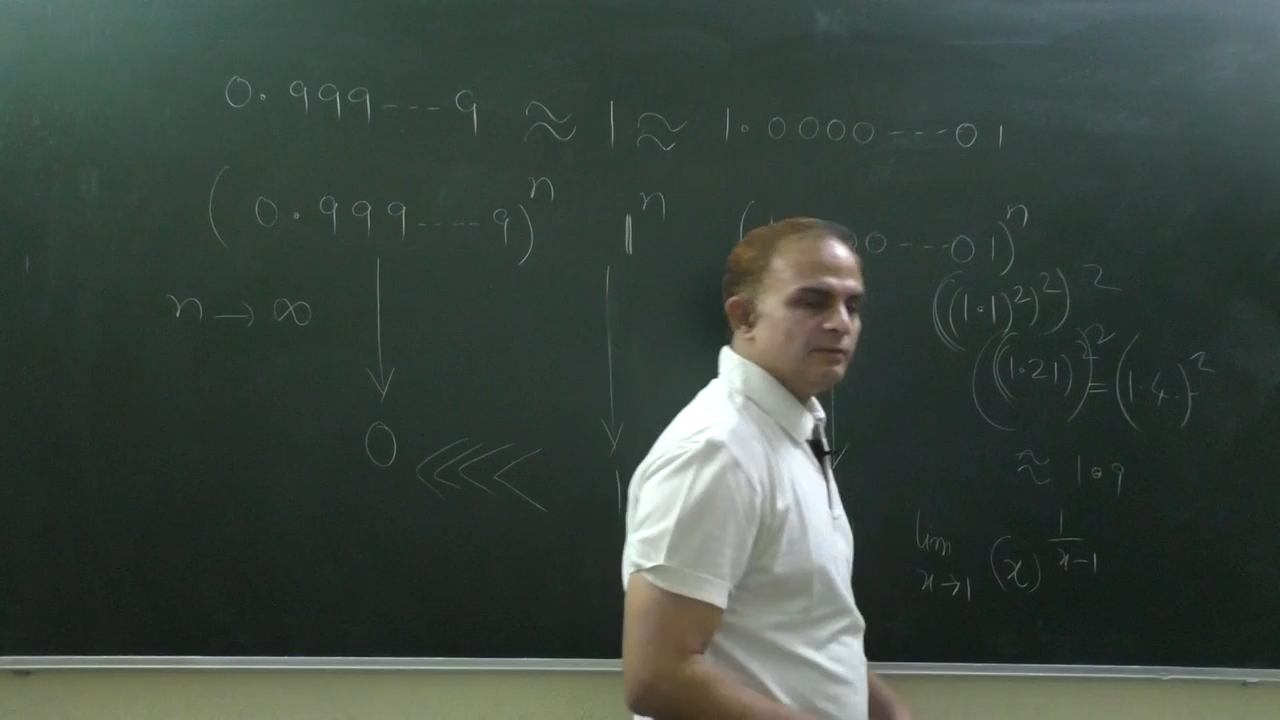 0.999---9 ≈ 1 ≈ 1.0000---01
(0.999----9)^n 1^n ( 00---01)^n
(((1.1)^2)^2)^2
n → ∞
((1.21)^2)^2 = (1.4.)^2
0 <<< 1
≈ 1.9
lim x→1 (x)^(1/(x-1))